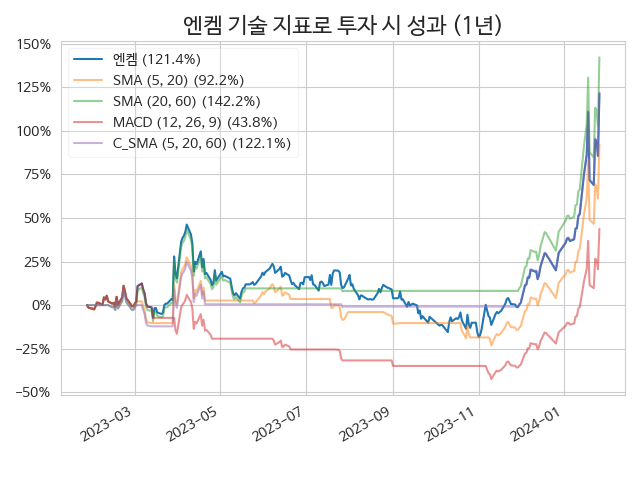 엔켐 기술 지표로 투자 시 성과 (1년)
150%
125%
100%
75%
50%
25%
0%
−25%
−50%
엔켐 (121.4%)
SMA (5, 20) (92.2%)
SMA (20, 60) (142.2%)
MACD (12, 26, 9) (43.8%)
C_SMA (5, 20, 60) (122.1%)
2023−03
2023−05
2023−07
2023−09
2023−11
2024−01